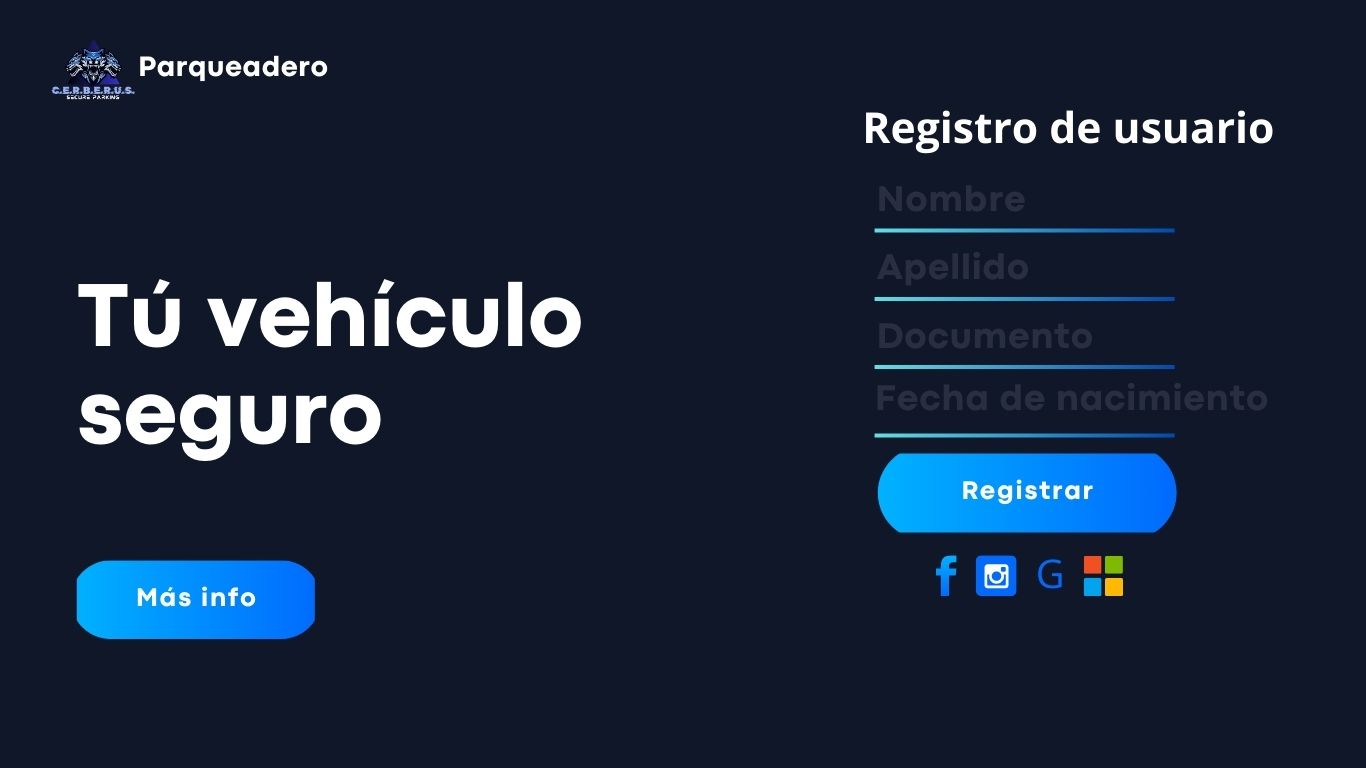 Parqueadero
C.E.R.B.E.R.U.S.
SECURE PARKING
Tú vehículo
seguro
Más info
Registro de usuario
Nombre
Apellido
Documento
Fecha de nacimiento
Registrar